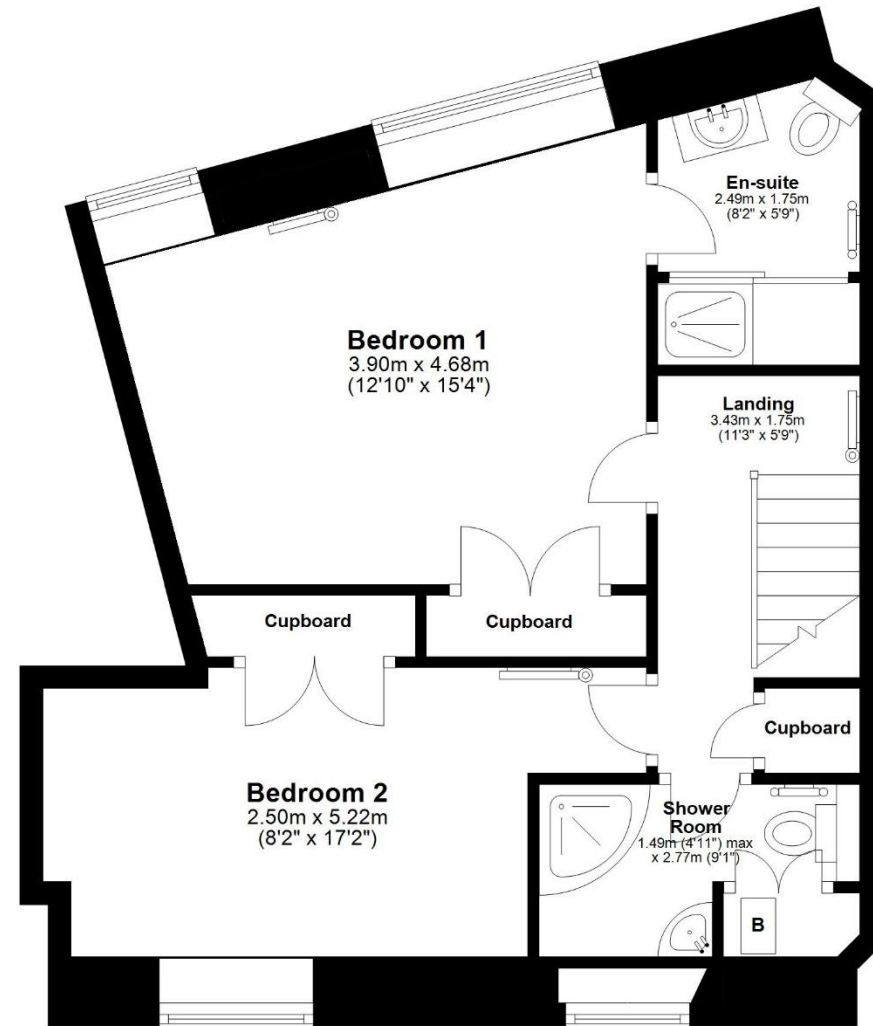 En-suite
2.49m x 1.75m
(8'2" x 5'9")
Bedroom 1
3.90m x 4.68m
(12'10" x 15'4")
Landing
3.43m x 1.75m
(11'3" x 5'9")
Cupboard
Cupboard
Cupboard
Bedroom 2
2.50m x 5.22m
(8'2" x 17'2")
Shower
Room
1.49m (4'11") max
x 2.77m (9'1")
B